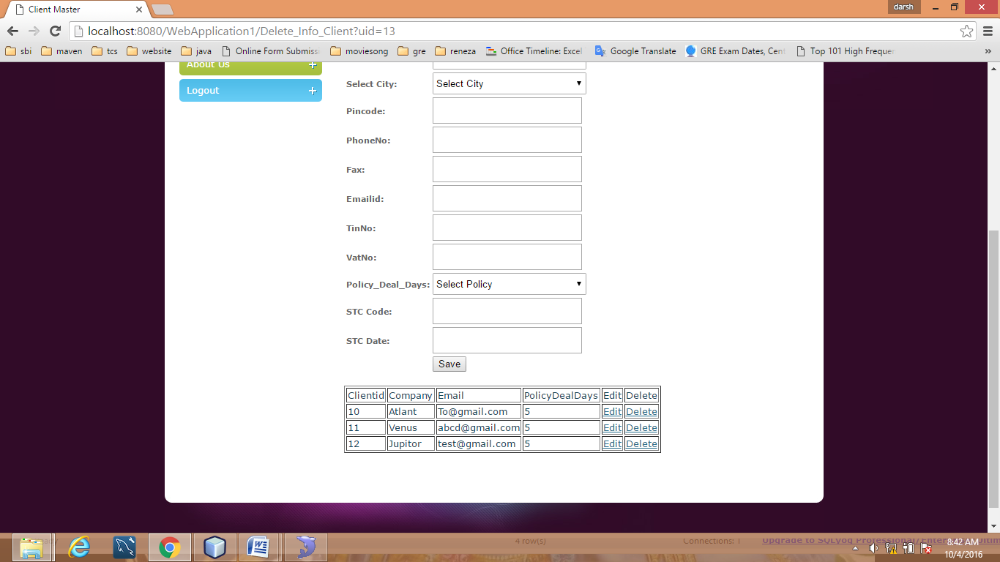 Client Master
darsh
localhost:8080/WebApplication1/Delete_Info_Client?uid=13
sbi maven tcs website java Online Form Submissi moviesong gre reneza Office Timeline: Excel Google Translate GRE Exam Dates, Cent Top 101 High Frequer »
About Us +
Logout +
Select City: Select City
Pincode:
PhoneNo:
Fax:
Emailid:
TinNo:
VatNo:
Policy_Deal_Days: Select Policy
STC Code:
STC Date:
Save
Clientid Company Email PolicyDealDays Edit Delete
10 Atlant To@gmail.com 5 Edit Delete
11 Venus abcd@gmail.com 5 Edit Delete
12 Jupitor test@gmail.com 5 Edit Delete
4 row(s) Connections: 1 Upgrade to SQLyog Professional/Enterprise/Ultim
8:42 AM
10/4/2016